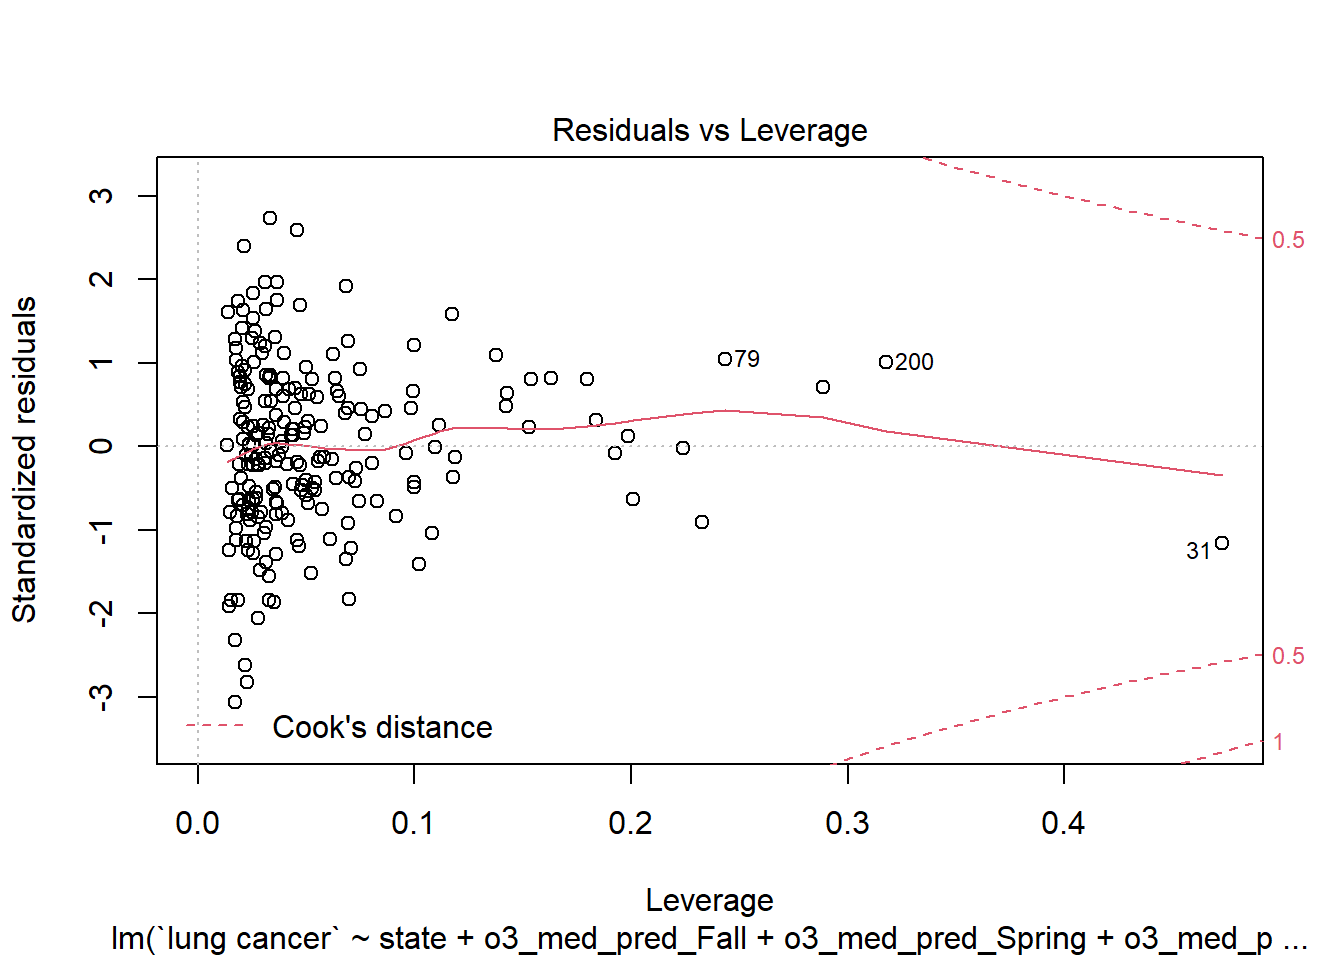 Residuals vs Leverage
Standardized residuals
3
2
1
0
-1
-2
-3
79
200
31
0.5
0.5
1
Cook's distance
0.0 0.1 0.2 0.3 0.4
Leverage
lm(`lung cancer` ~ state + o3_med_pred_Fall + o3_med_pred_Spring + o3_med_p ...